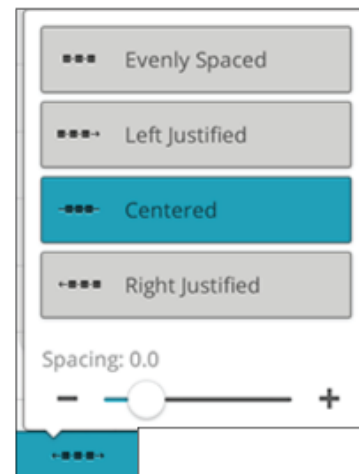 Evenly Spaced
Left Justified
Centered
Right Justified
Spacing: 0.0